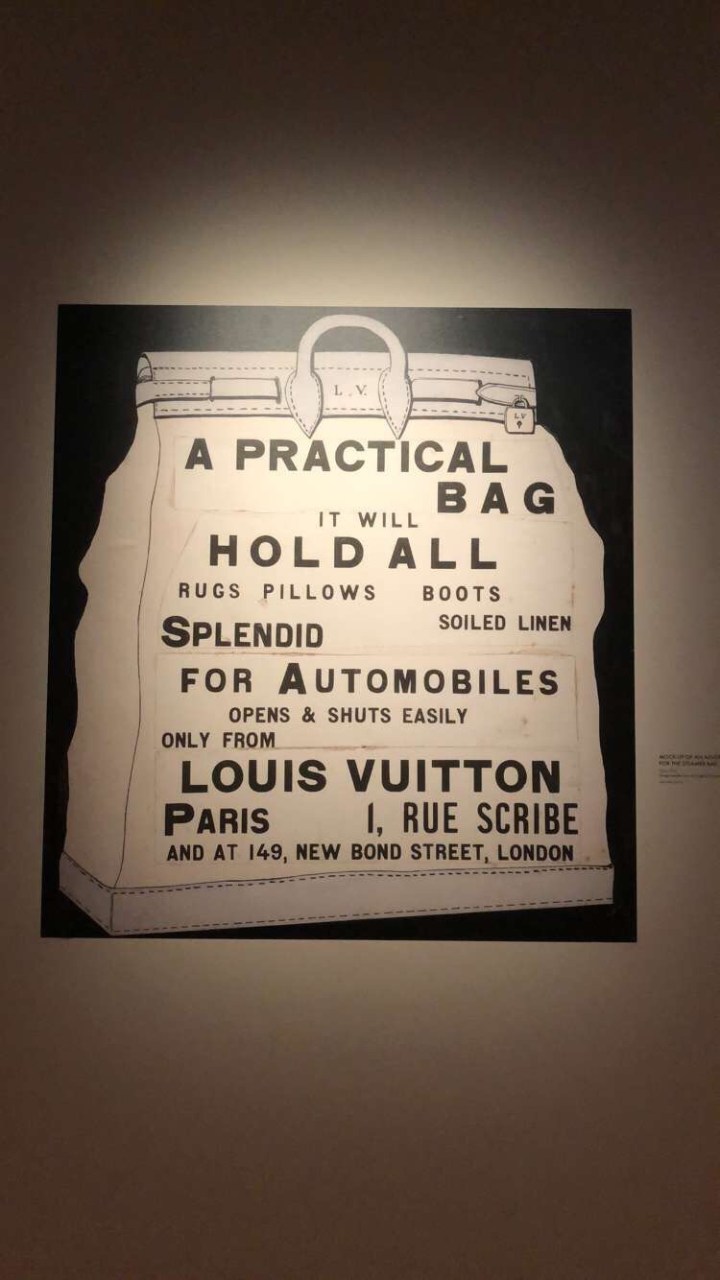 L.V.
LV
A PRACTICAL
BAG
IT WILL
HOLD ALL
RUGS PILLOWS BOOTS
SOILED LINEN
SPLENDID
FOR AUTOMOBILES
OPENS & SHUTS EASILY
ONLY FROM
LOUIS VUITTON
PARIS 1, RUE SCRIBE
AND AT 149, NEW BOND STREET, LONDON